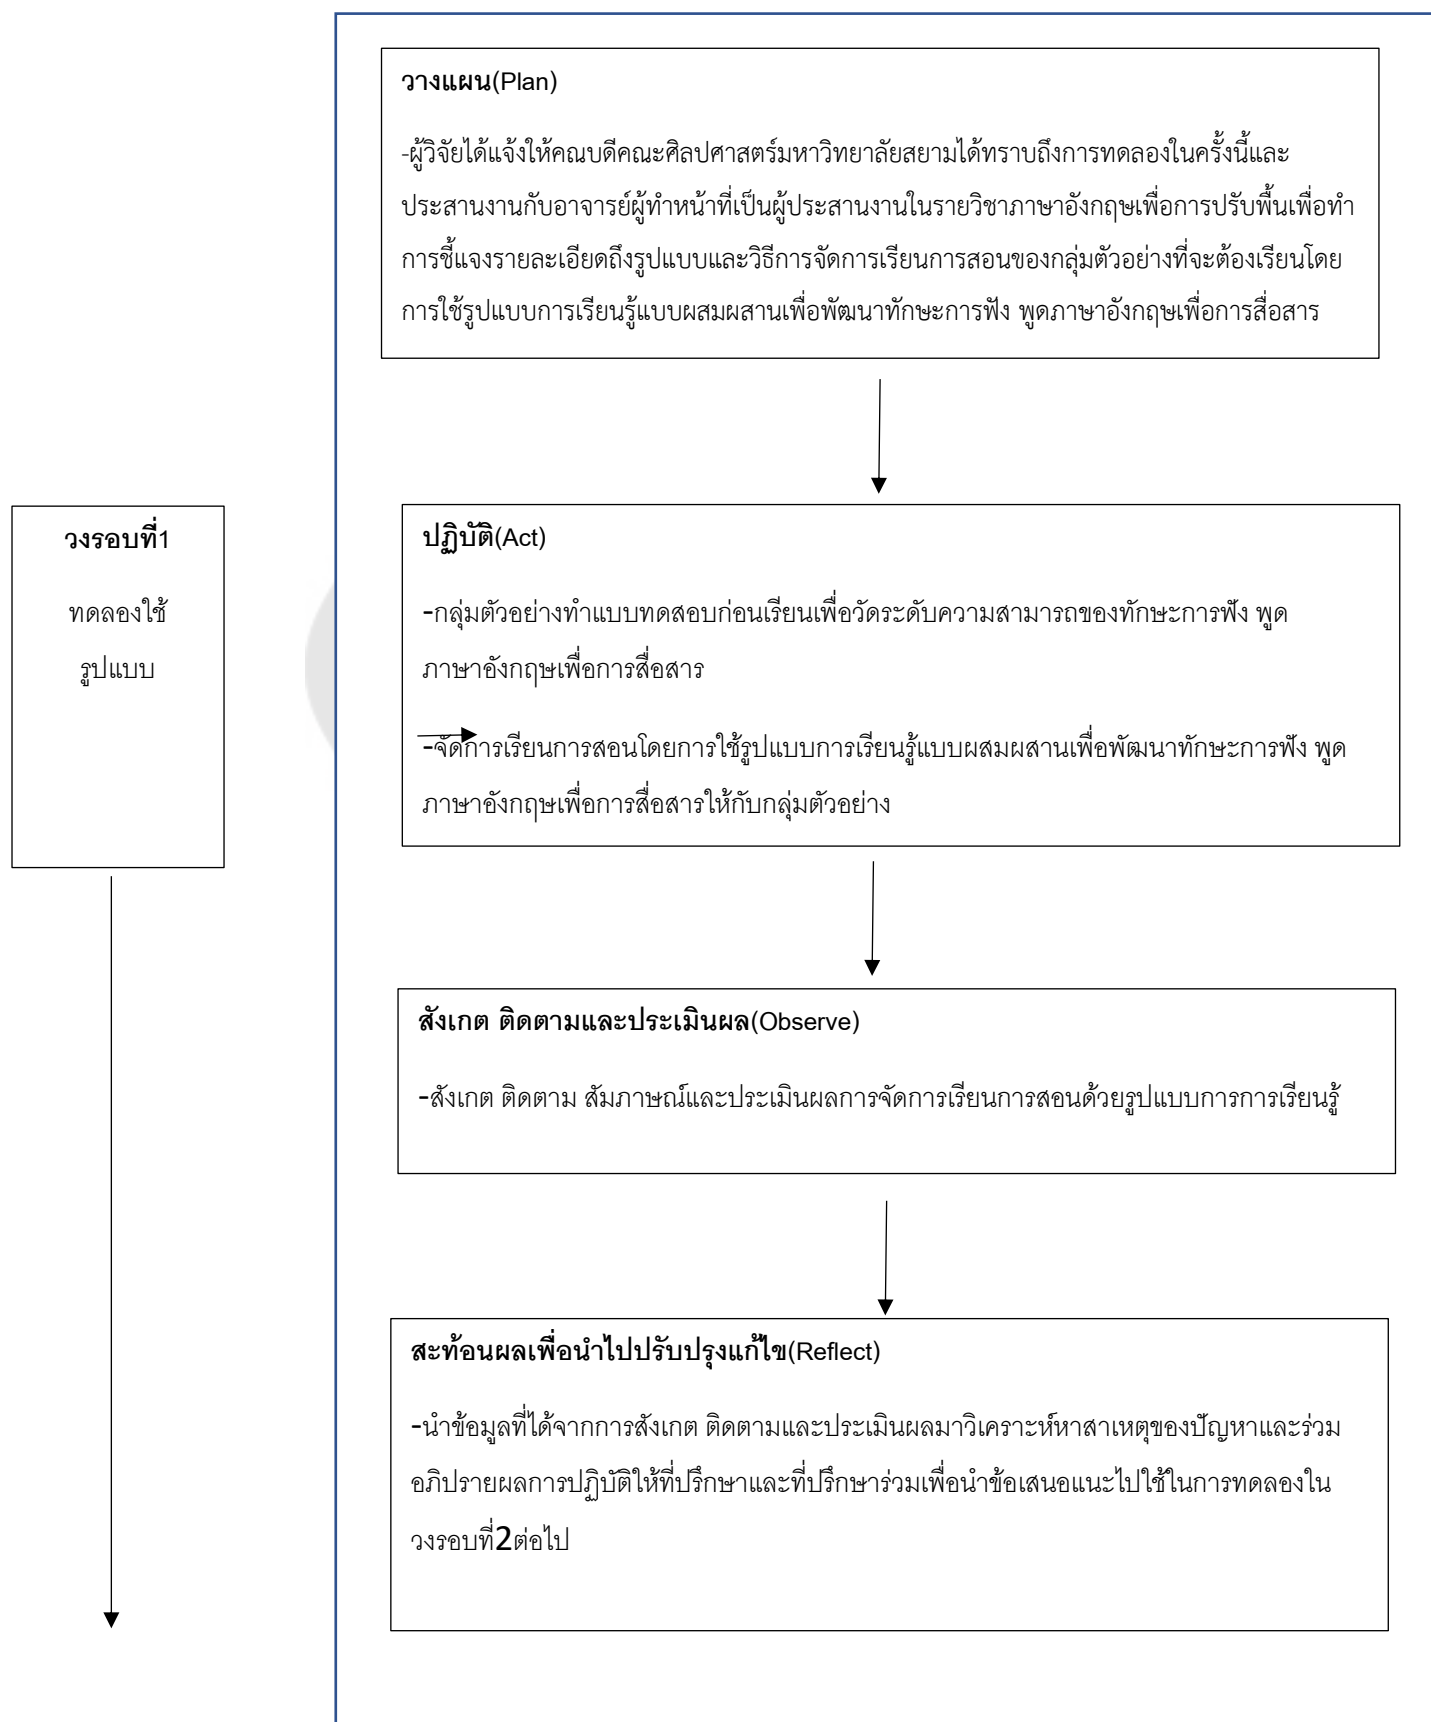 วางแผน(Plan)
-ผู้วิจัยได้แจ้งให้คณบดีคณะศิลปศาสตร์มหาวิทยาลัยสยามได้ทราบถึงการทดลองในครั้งนี้และ
ประสานงานกับอาจารย์ผู้ทำหน้าที่เป็นผู้ประสานงานในรายวิชาภาษาอังกฤษเพื่อการปรับพื้นเพื่อทำ
การชี้แจงรายละเอียดถึงรูปแบบและวิธีการจัดการเรียนการสอนของกลุ่มตัวอย่างที่จะต้องเรียนโดย
การใช้รูปแบบการเรียนรู้แบบผสมผสานเพื่อพัฒนาทักษะการฟัง พูดภาษาอังกฤษเพื่อการสื่อสาร
วงรอบที่1
ทดลองใช้
รูปแบบ
ปฏิบัติ(Act)
-กลุ่มตัวอย่างทำแบบทดสอบก่อนเรียนเพื่อวัดระดับความสามารถของทักษะการฟัง พูด
ภาษาอังกฤษเพื่อการสื่อสาร
-จัดการเรียนการสอนโดยการใช้รูปแบบการเรียนรู้แบบผสมผสานเพื่อพัฒนาทักษะการฟัง พูด
ภาษาอังกฤษเพื่อการสื่อสารให้กับกลุ่มตัวอย่าง
สังเกต ติดตามและประเมินผล(Observe)
-สังเกต ติดตาม สัมภาษณ์และประเมินผลการจัดการเรียนการสอนด้วยรูปแบบการการเรียนรู้
สะท้อนผลเพื่อนำไปปรับปรุงแก้ไข(Reflect)
-นำข้อมูลที่ได้จากการสังเกต ติดตามและประเมินผลมาวิเคราะห์หาสาเหตุของปัญหาและร่วม
อภิปรายผลการปฏิบัติให้ที่ปรึกษาและที่ปรึกษาร่วมเพื่อนำข้อเสนอแนะไปใช้ในการทดลองใน
วงรอบที่2ต่อไป